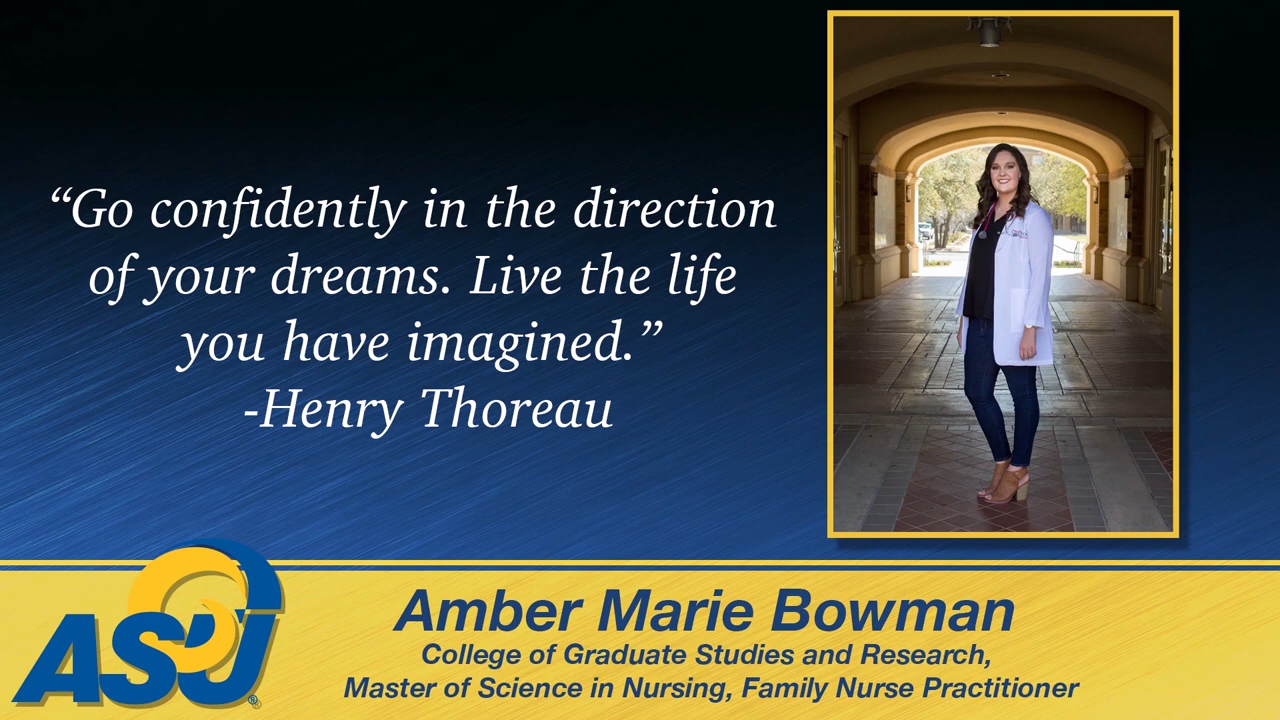 “Go confidently in the direction
of your dreams. Live the life
you have imagined.”
-Henry Thoreau
ASU
®
Amber Marie Bowman
College of Graduate Studies and Research,
Master of Science in Nursing, Family Nurse Practitioner